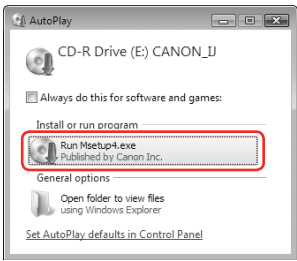 AutoPlay
CD-R Drive (E:) CANON_IJ
Always do this for software and games:
Install or run program
Run Msetup4.exe
Published by Canon Inc.
General options
Open folder to view files
using Windows Explorer
Set AutoPlay defaults in Control Panel